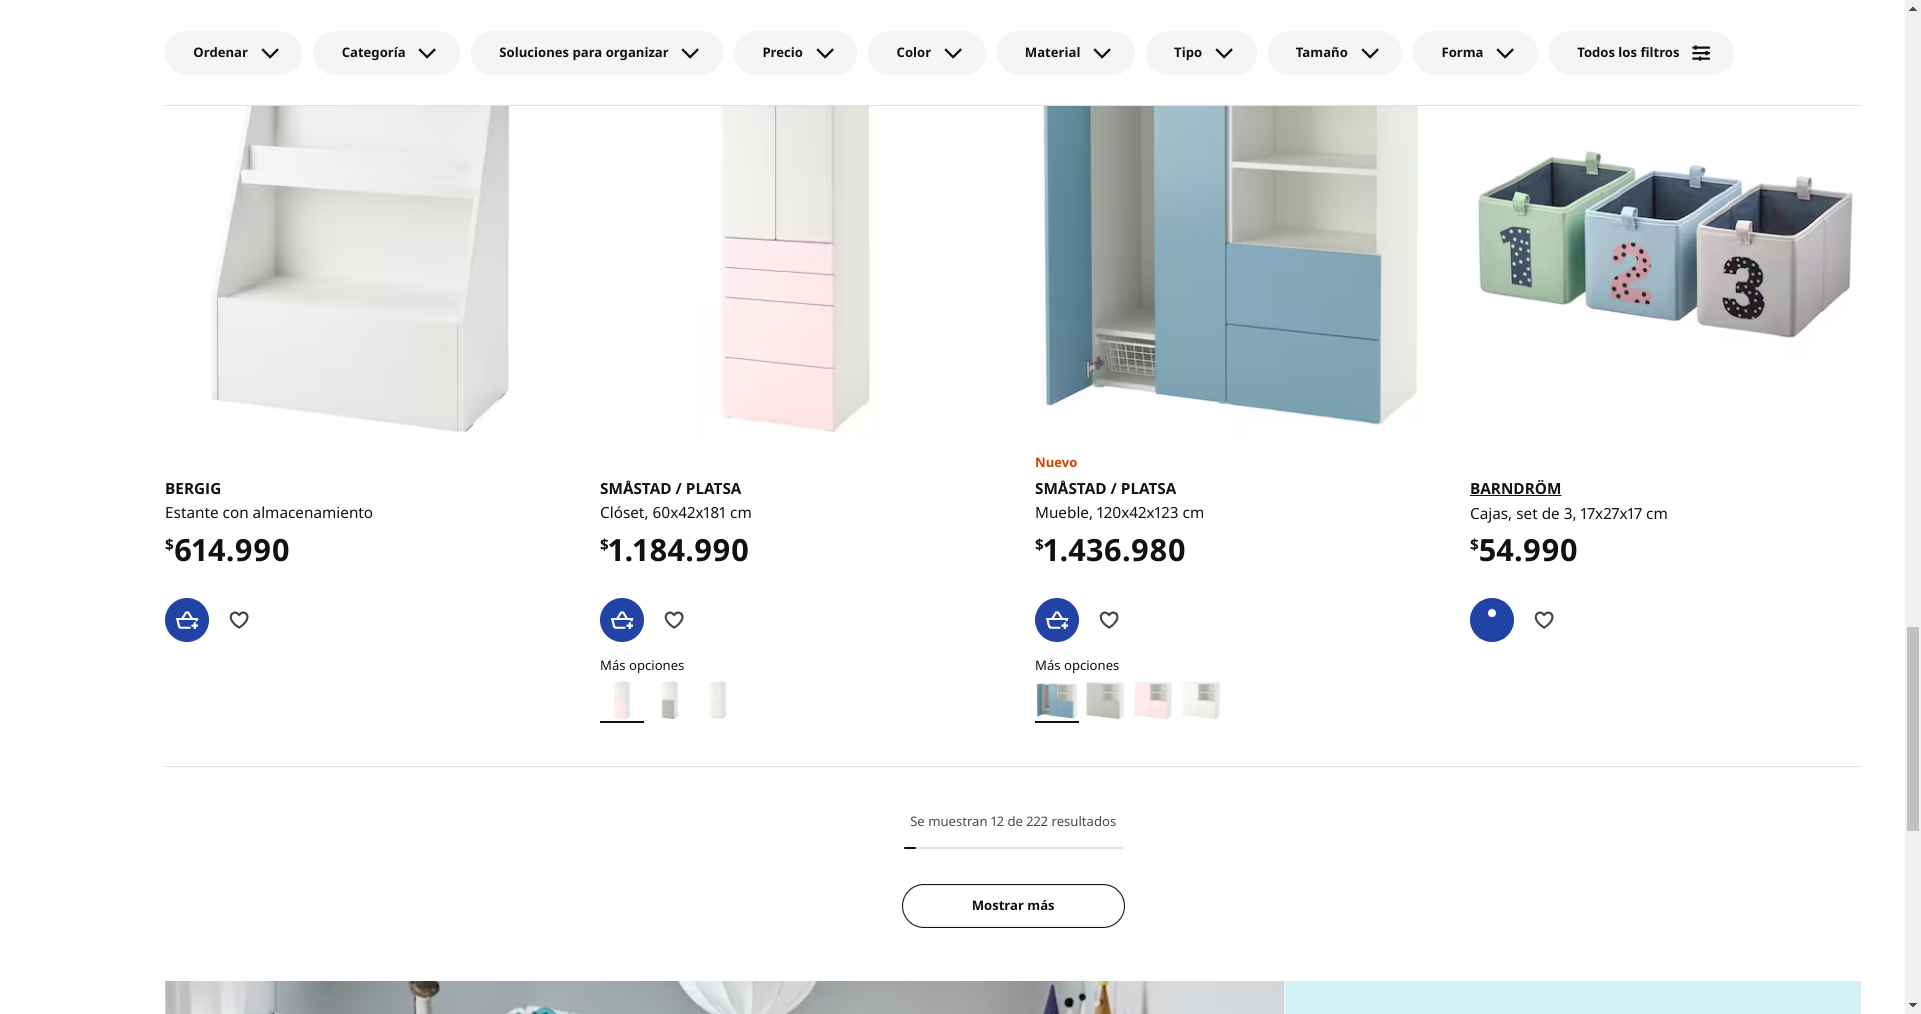 Ordenar
Categoría
Soluciones para organizar
Precio
Color
Material
Tipo
Tamaño
Forma
Todos los filtros
1
2
3
BERGIG
Estante con almacenamiento
$614.990
SMÅSTAD / PLATSA
Clóset, 60x42x181 cm
$1.184.990
Más opciones
Nuevo
SMÅSTAD / PLATSA
Mueble, 120x42x123 cm
$1.436.980
Más opciones
BARNDRÖM
Cajas, set de 3, 17x27x17 cm
$54.990
Se muestran 12 de 222 resultados
Mostrar más